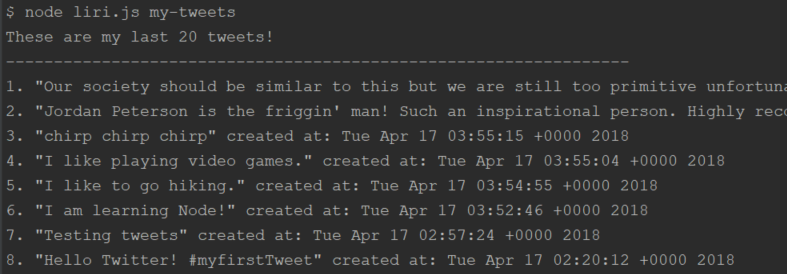 $ node liri.js my-tweets
These are my last 20 tweets!
-----------------------------------------------------------------
1. "Our society should be similar to this but we are still too primitive
2. "Jordan Peterson is the friggin' man! Such an inspirational person. Highly
3. "chirp chirp chirp" created at: Tue Apr 17 03:55:15 +0000 2018
4. "I like playing video games." created at: Tue Apr 17 03:55:04 +0000 2018
5. "I like to go hiking." created at: Tue Apr 17 03:54:55 +0000 2018
6. "I am learning Node!" created at: Tue Apr 17 03:52:46 +0000 2018
7. "Testing tweets" created at: Tue Apr 17 02:57:24 +0000 2018
8. "Hello Twitter! #myfirstTweet" created at: Tue Apr 17 02:20:12 +0000 2018